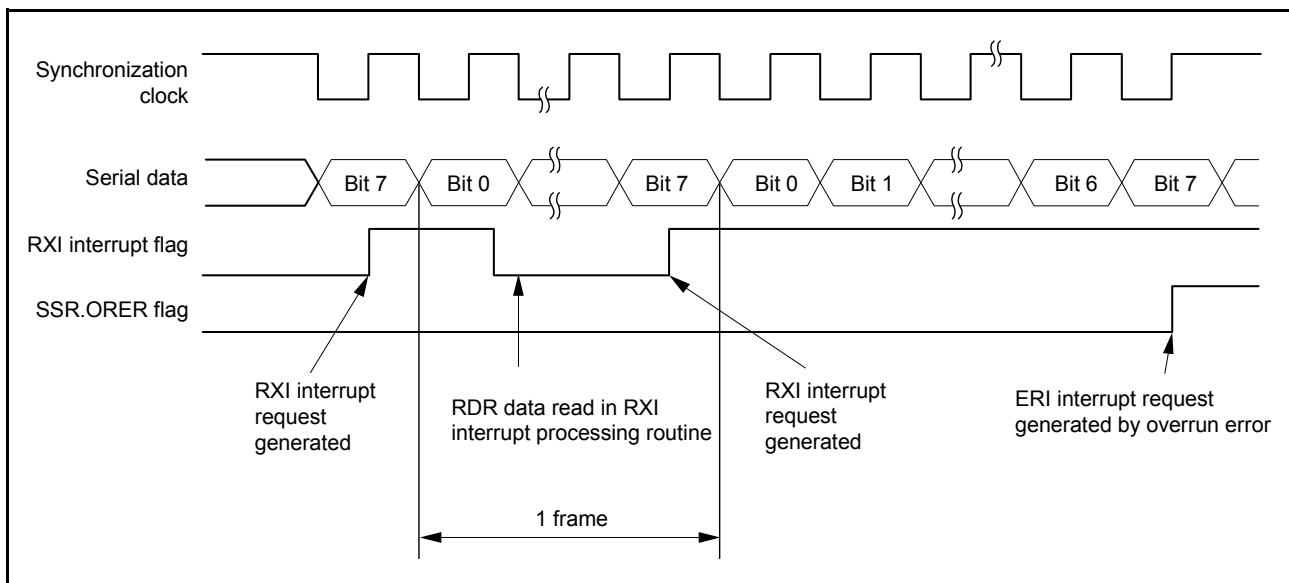 Synchronization
clock
Serial data
Bit 7
Bit 0
Bit 7
Bit 0
Bit 1
Bit 6
Bit 7
RXI interrupt flag
SSR.ORER flag
RXI interrupt
request
generated
RDR data read in RXI
interrupt processing routine
RXI interrupt
request
generated
ERI interrupt request
generated by overrun error
1 frame